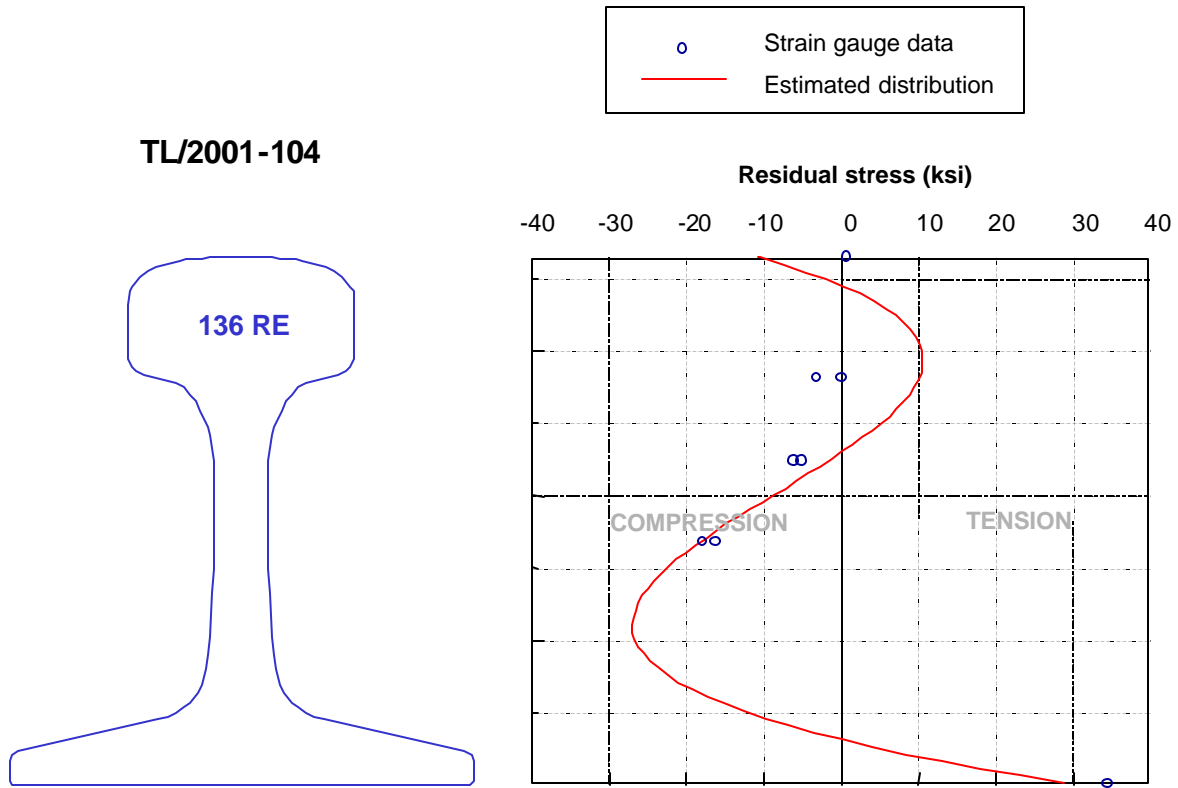 Strain gauge data
Estimated distribution
TL/2001-104
Residual stress (ksi)
-40 -30 -20 -10 0 10 20 30 40
136 RE
COMPRESSION TENSION